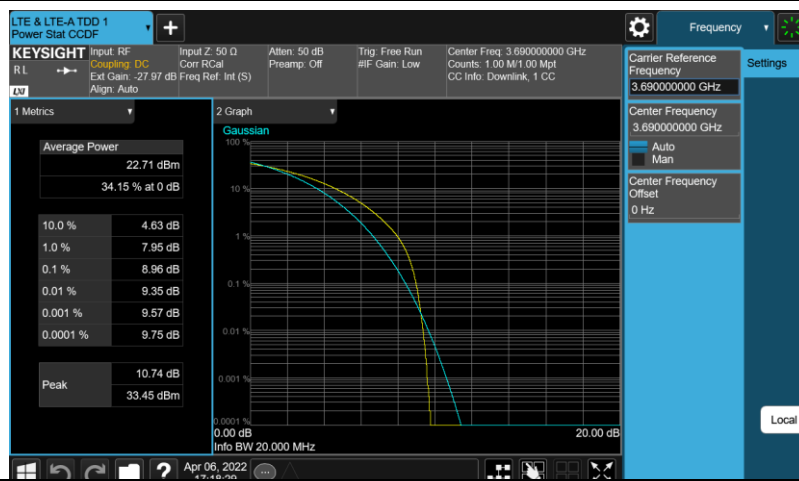 LTE & LTE-A TDD 1
Power Stat CCDF
Frequency
KEYSIGHT
R L
LXI
Input: RF
Coupling: DC
Ext Gain: -27.97 dB
Align: Auto
Input Z: 50 Ω
Corr RCal
Freq Ref: Int (S)
Atten: 50 dB
Preamp: Off
Trig: Free Run
#IF Gain: Low
Center Freq: 3.690000000 GHz
Counts: 1.00 M/1.00 Mpt
CC Info: Downlink, 1 CC
Carrier Reference
Frequency
3.690000000 GHz
Settings
Center Frequency
3.690000000 GHz
Auto
Man
Center Frequency
Offset
0 Hz
Local
1 Metrics
Average Power
22.71 dBm
34.15 % at 0 dB
10.0 % 4.63 dB
1.0 % 7.95 dB
0.1 % 8.96 dB
0.01 % 9.35 dB
0.001 % 9.57 dB
0.0001 % 9.75 dB
Peak
10.74 dB
33.45 dBm
2 Graph
Gaussian
100 %
10 %
1 %
0.1 %
0.01 %
0.001 %
0.0001 %
0.00 dB 20.00 dB
Info BW 20.000 MHz
?
Apr 06, 2022
17:18:29